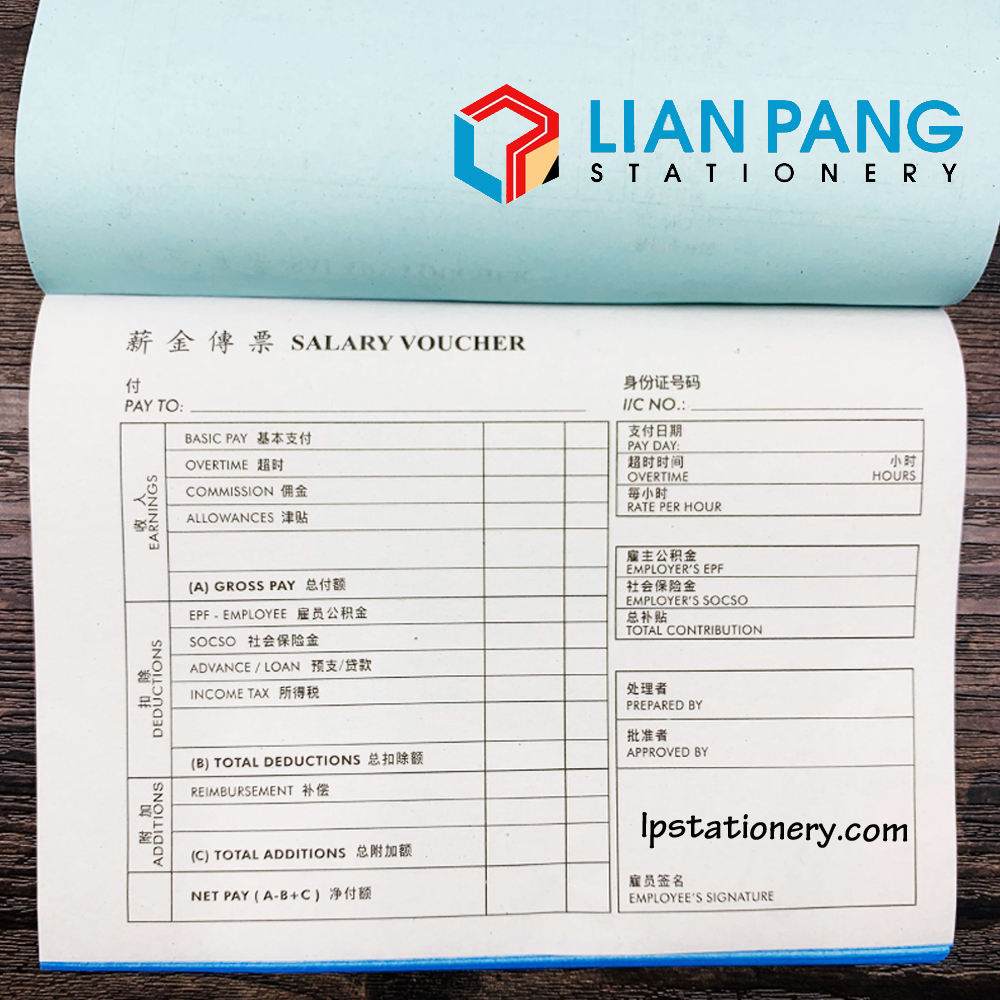 LIAN PANG
STATIONERY
薪金傳票 SALARY VOUCHER
付
PAY TO:
身份证号码
I/C NO.:
收入
EARNINGS
BASIC PAY 基本支付
OVERTIME 超时
COMMISSION 佣金
ALLOWANCES 津贴
(A) GROSS PAY 总付额
扣除
DEDUCTIONS
EPF - EMPLOYEE 雇员公积金
SOCSO 社会保险金
ADVANCE / LOAN 预支/贷款
INCOME TAX 所得税
(B) TOTAL DEDUCTIONS 总扣除额
附加
ADDITIONS
REIMBURSEMENT 补偿
(C) TOTAL ADDITIONS 总附加额
NET PAY ( A-B+C ) 净付额
支付日期
PAY DAY:
超时时间 小时
OVERTIME HOURS
每小时
RATE PER HOUR
雇主公积金
EMPLOYER'S EPF
社会保险金
EMPLOYER'S SOCSO
总补贴
TOTAL CONTRIBUTION
处理者
PREPARED BY
批准者
APPROVED BY
lpstationery.com
雇员签名
EMPLOYEE'S SIGNATURE